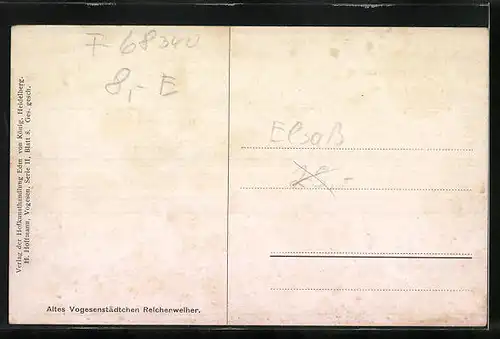 F 68340
8,- E
Elsaß
25.-
Verlag der Hofkunsthandlung Edm von König, Heidelberg.
H. Hoffmann, Vogesen, Serie II, Blatt 8. Ges. gesch.
Altes Vogesenstädtchen Reichenweiher.